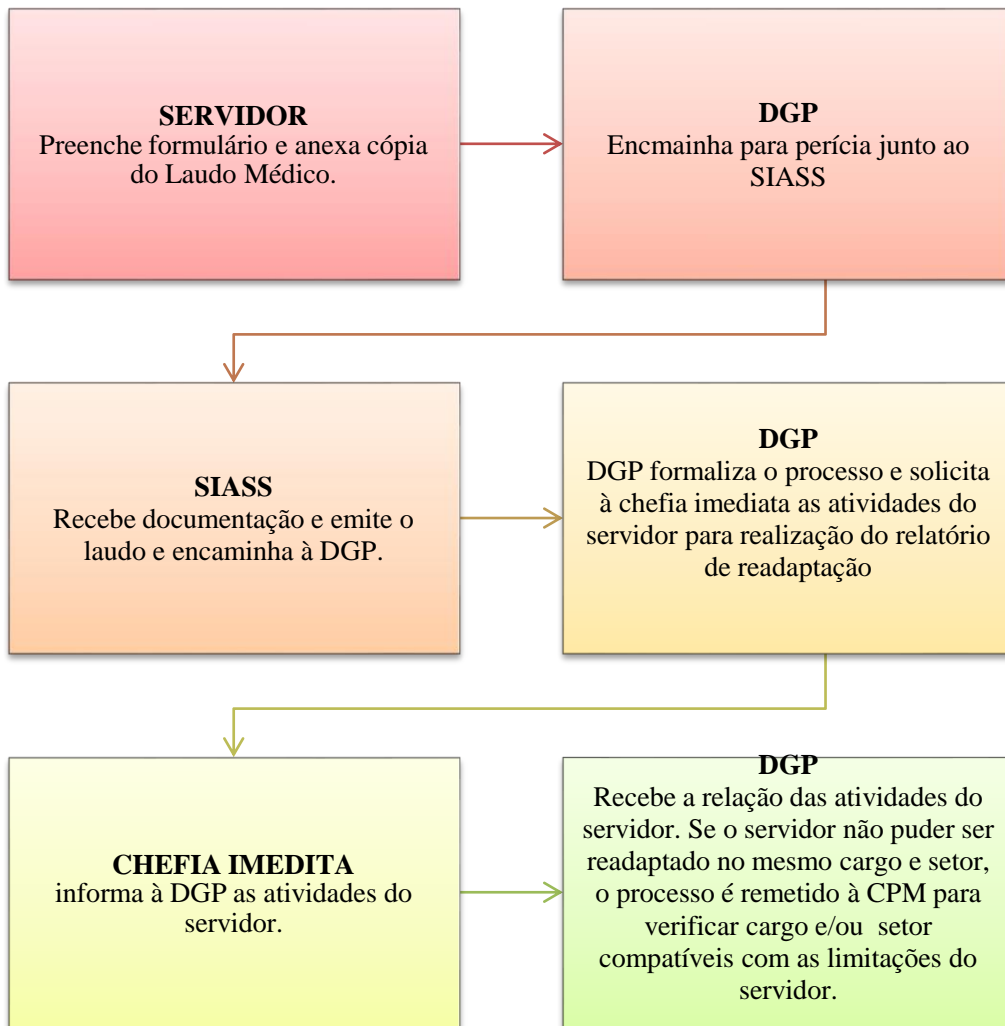 SERVIDOR
Preenche formulário e anexa cópia
do Laudo Médico.
DGP
Encmainha para perícia junto ao
SIASS
SIASS
Recebe documentação e emite o
laudo e encaminha à DGP.
DGP
DGP formaliza o processo e solicita
à chefia imediata as atividades do
servidor para realização do relatório
de readaptação
CHEFIA IMEDITA
informa à DGP as atividades do
servidor.
DGP
Recebe a relação das atividades do
servidor. Se o servidor não puder ser
readaptado no mesmo cargo e setor,
o processo é remetido à CPM para
verificar cargo e/ou  setor
compatíveis com as limitações do
servidor.